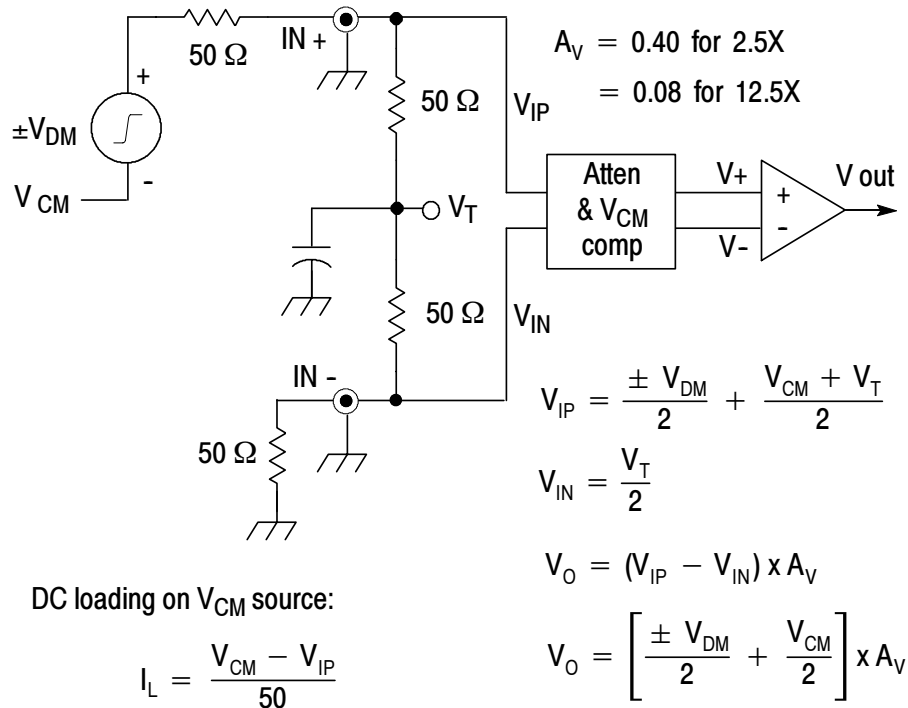 50 Ω
IN +
A_V = 0.40 for 2.5X
= 0.08 for 12.5X
+
±V_DM
-
V_CM
50 Ω
V_IP
Atten
& V_CM
comp
V+
V-
+
-
V out
V_T
50 Ω
V_IN
IN -
50 Ω
V_IP = ± V_DM / 2 + V_CM + V_T / 2
V_IN = V_T / 2
V_O = (V_IP − V_IN) x A_V
V_O = [± V_DM / 2 + V_CM / 2] x A_V
DC loading on V_CM source:
I_L = V_CM − V_IP / 50